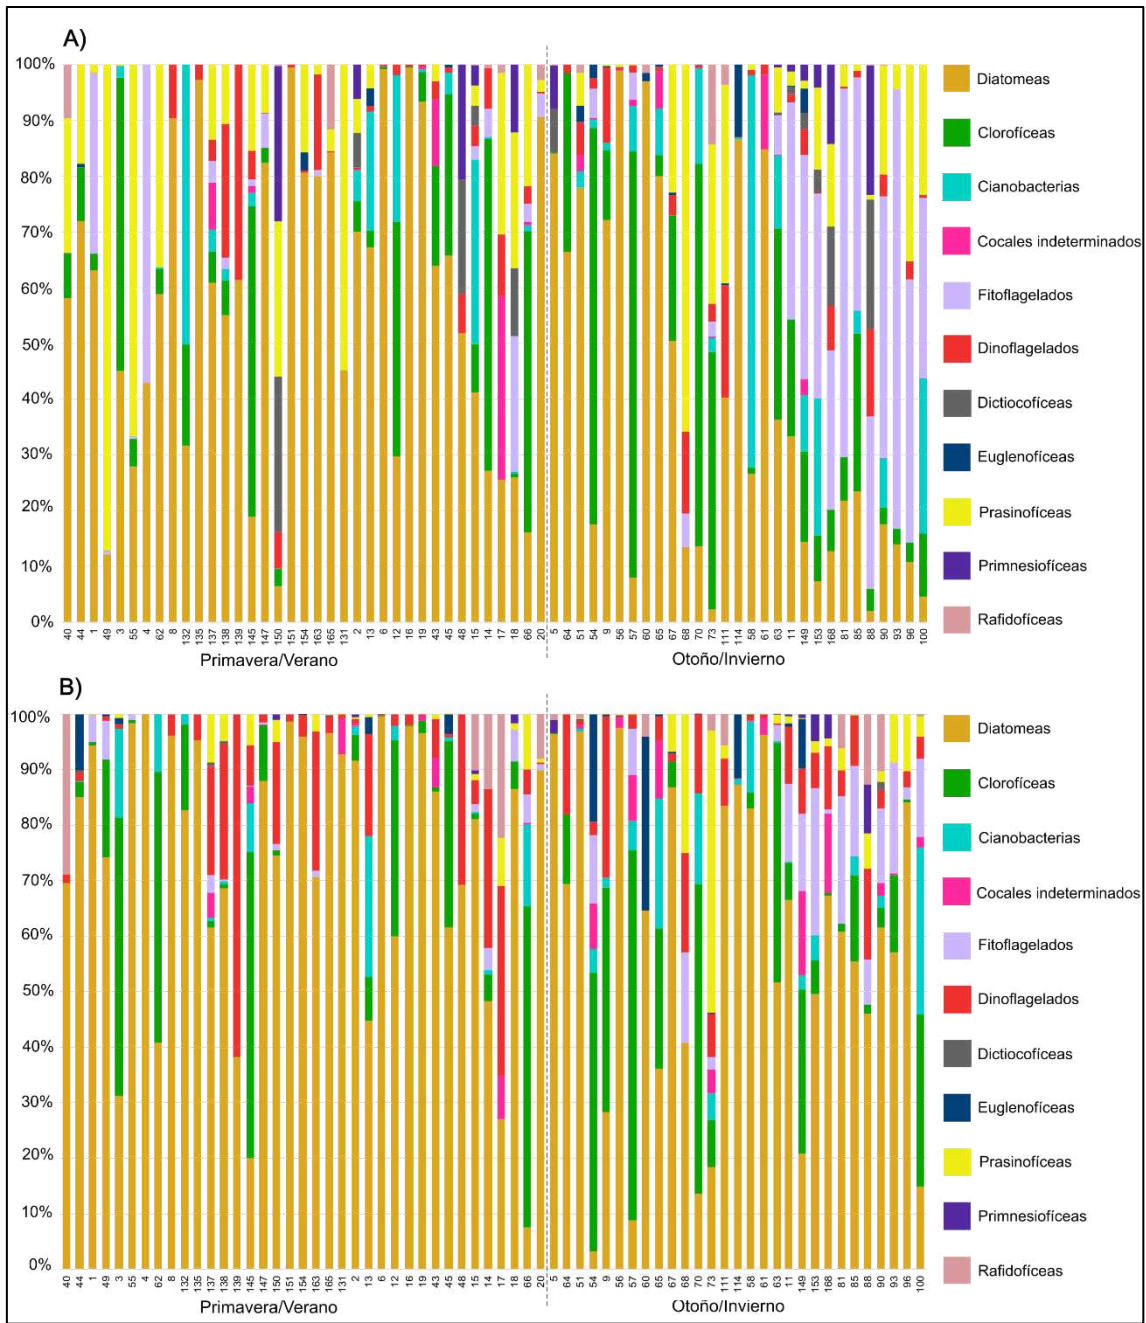 A)
100%
90%
80%
70%
60%
50%
40%
30%
20%
10%
0%
40 44 1 49 3 55 4 62 8 132 135 137 138 139 145 147 150 151 154 163 165 131 2 13 6 12 16 19 43 45 48 15 14 17 18 66 20 5 64 51 54 9 56 57 60 65 67 68 70 73 111 114 58 61 63 11 149 153 168 81 85 88 90 93 96 100
Primavera/Verano
Otoño/Invierno
Diatomeas
Clorofíceas
Cianobacterias
Cocales indeterminados
Fitoflagelados
Dinoflagelados
Dictiocofíceas
Euglenofíceas
Prasinofíceas
Primnesiofíceas
Rafidofíceas
B)
100%
90%
80%
70%
60%
50%
40%
30%
20%
10%
0%
40 44 1 49 3 55 4 62 8 132 135 137 138 139 145 147 150 151 154 163 165 131 2 13 6 12 16 19 43 45 48 15 14 17 18 66 20 5 64 51 54 9 56 57 60 65 67 68 70 73 111 114 58 61 63 11 149 153 168 81 85 88 90 93 96 100
Primavera/Verano
Otoño/Invierno
Diatomeas
Clorofíceas
Cianobacterias
Cocales indeterminados
Fitoflagelados
Dinoflagelados
Dictiocofíceas
Euglenofíceas
Prasinofíceas
Primnesiofíceas
Rafidofíceas